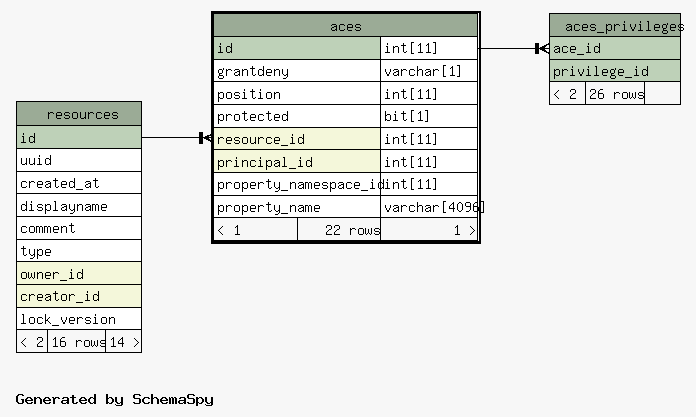 aces
id int[11]
grantdeny varchar[1]
position int[11]
protected bit[1]
resource_id int[11]
principal_id int[11]
property_namespace_id int[11]
property_name varchar[4096]
< 1 22 rows 1 >
aces_privileges
ace_id
privilege_id
< 2 26 rows
resources
id
uuid
created_at
displayname
comment
type
owner_id
creator_id
lock_version
< 2 16 rows 14 >
Generated by SchemaSpy